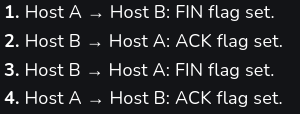 1. Host A → Host B: FIN flag set.
2. Host B → Host A: ACK flag set.
3. Host B → Host A: FIN flag set.
4. Host A → Host B: ACK flag set.